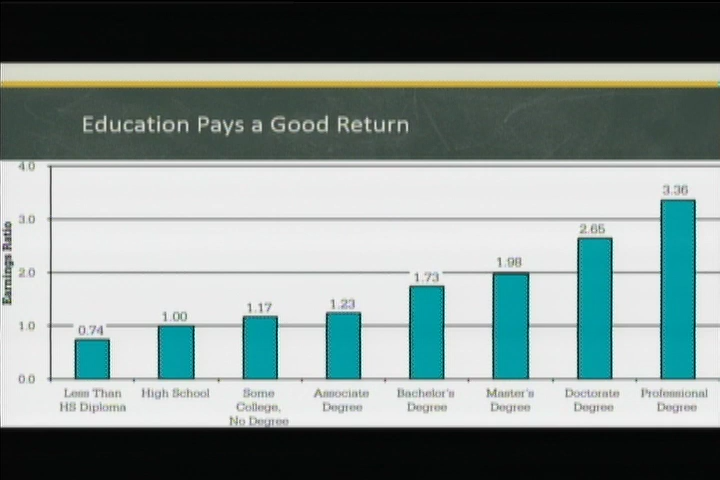 Education Pays a Good Return
Earnings Ratio
4.0
3.0
2.0
1.0
0.0
0.74
1.00
1.17
1.23
1.73
1.98
2.65
3.36
Less Than
HS Diploma
High School
Some
College,
No Degree
Associate
Degree
Bachelor's
Degree
Master's
Degree
Doctorate
Degree
Professional
Degree